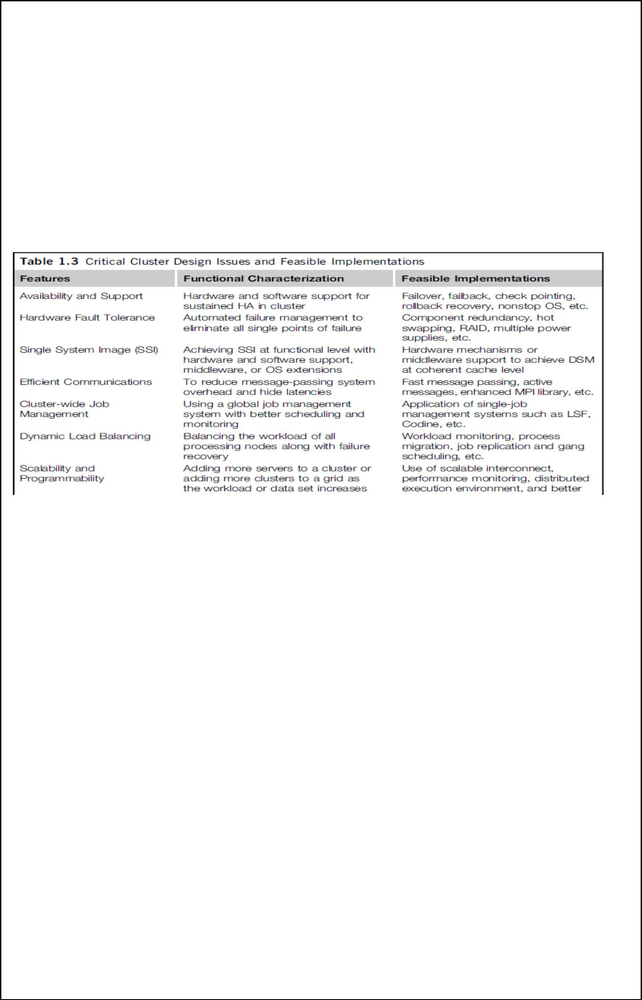 Table 1.3 Critical Cluster Design Issues and Feasible Implementations
Features Functional Characterization Feasible Implementations
Availability and Support Hardware and software support for Failover, failback, check pointing,
sustained HA in cluster rollback recovery, nonstop OS, etc.
Hardware Fault Tolerance Automated failure management to Component redundancy, hot
eliminate all single points of failure swapping, RAID, multiple power
supplies, etc.
Single System Image (SSI) Achieving SSI at functional level with Hardware mechanisms or
hardware and software support, middleware support to achieve DSM
middleware, or OS extensions at coherent cache level
Efficient Communications To reduce message-passing system Fast message passing, active
overhead and hide latencies messages, enhanced MPI library, etc.
Cluster-wide Job Using a global job management Application of single-job
Management system with better scheduling and management systems such as LSF,
monitoring Codine, etc.
Dynamic Load Balancing Balancing the workload of all Workload monitoring, process
processing nodes along with failure migration, job replication and gang
recovery scheduling, etc.
Scalability and Adding more servers to a cluster or Use of scalable interconnect,
Programmability adding more clusters to a grid as performance monitoring, distributed
the workload or data set increases execution environment, and better